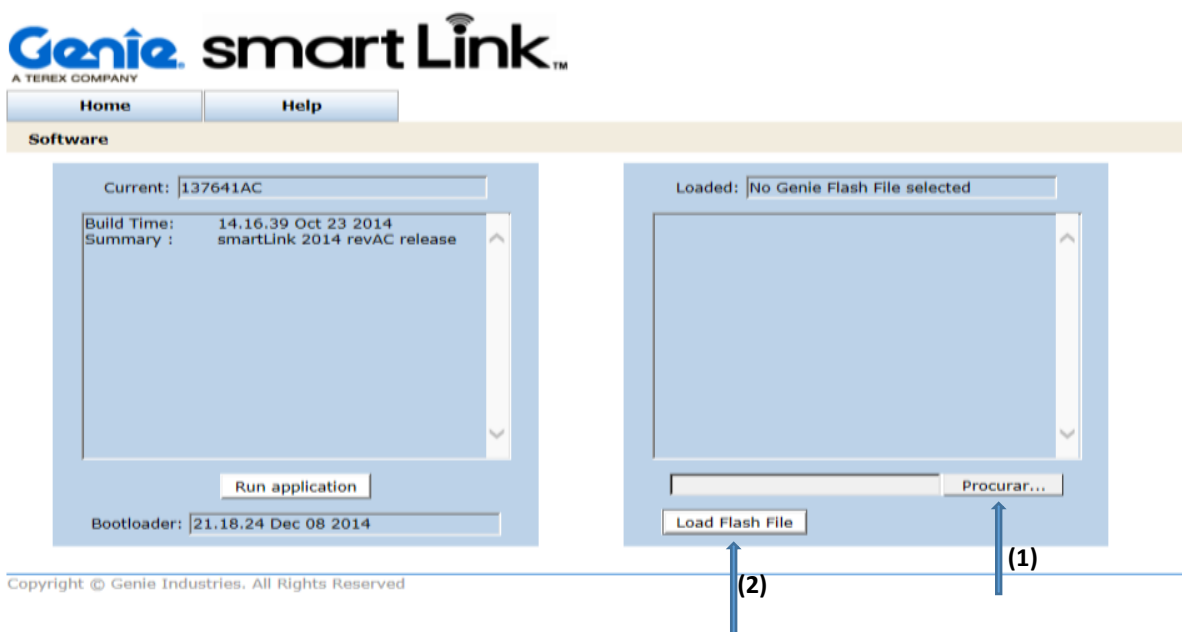 Genie. smart Link™
A TEREX COMPANY
Home Help
Software
Current: 137641AC
Build Time: 14.16.39 Oct 23 2014
Summary : smartLink 2014 revAC release
Run application
Bootloader: 21.18.24 Dec 08 2014
Loaded: No Genie Flash File selected
Procurar...
Load Flash File
(1)
(2)
Copyright © Genie Industries. All Rights Reserved